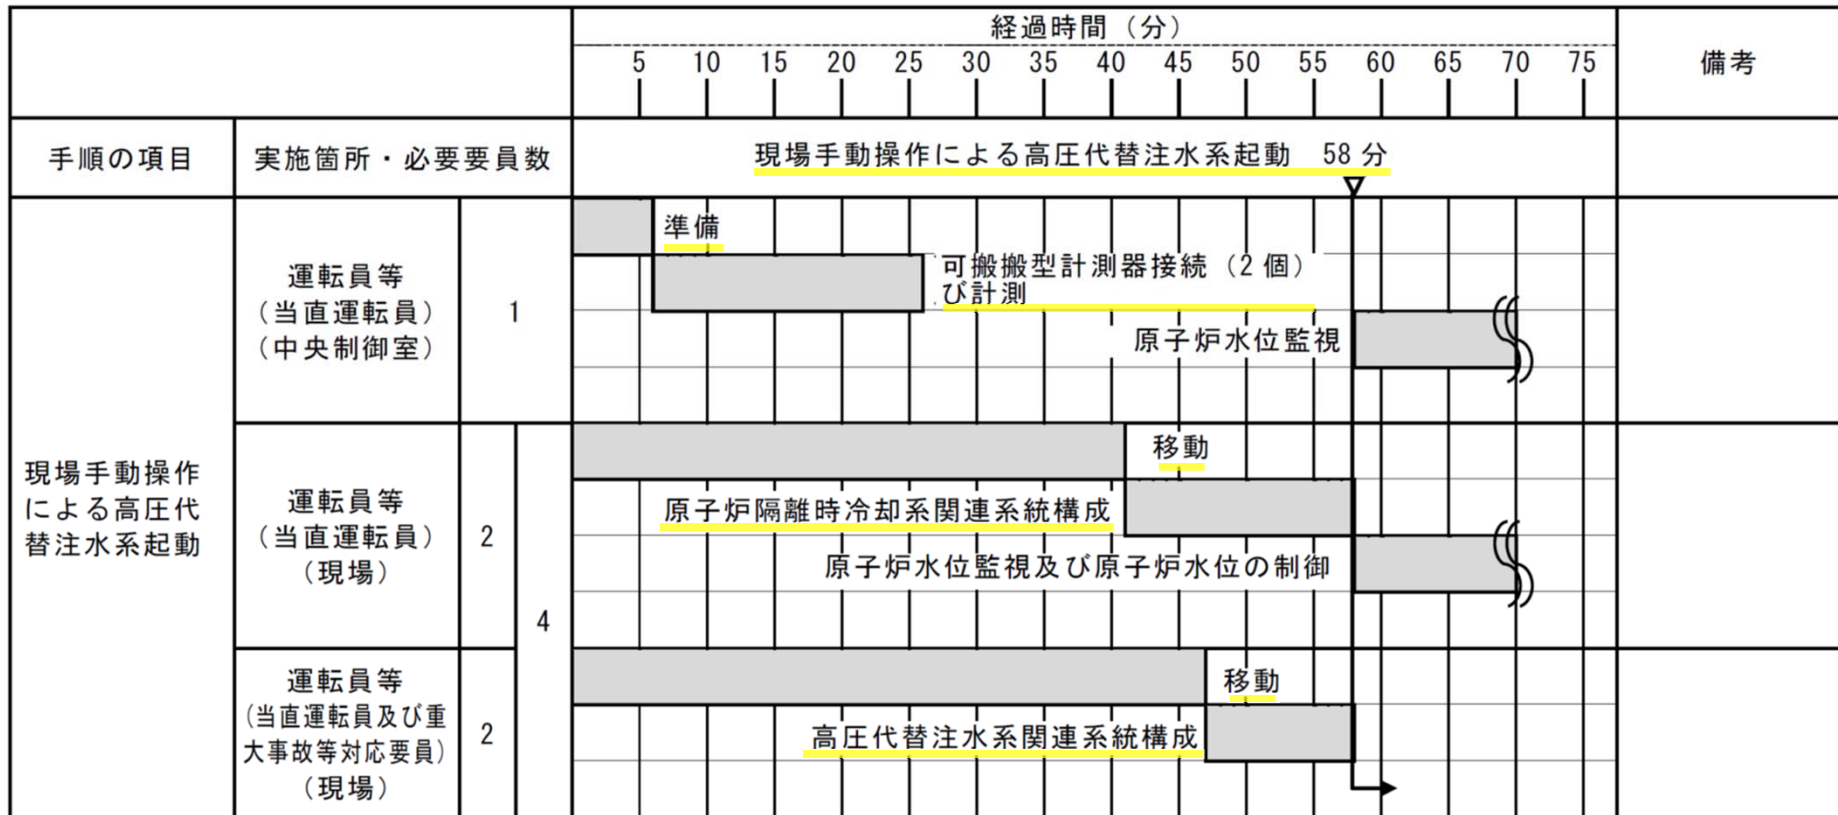 経過時間(分)
5 10 15 20 25 30 35 40 45 50 55 60 65 70 75
備考
手順の項目
実施箇所・必要要員数
現場手動操作による高圧代替注水系起動 58分
現場手動操作
による高圧代
替注水系起動
運転員等
(当直運転員)
(中央制御室)
1
準備
可搬搬型計測器接続(2個)
び計測
原子炉水位監視
運転員等
(当直運転員)
(現場)
2
4
移動
原子炉隔離時冷却系関連系統構成
原子炉水位監視及び原子炉水位の制御
運転員等
(当直運転員及び重
大事故等対応要員)
(現場)
2
移動
高圧代替注水系関連系統構成